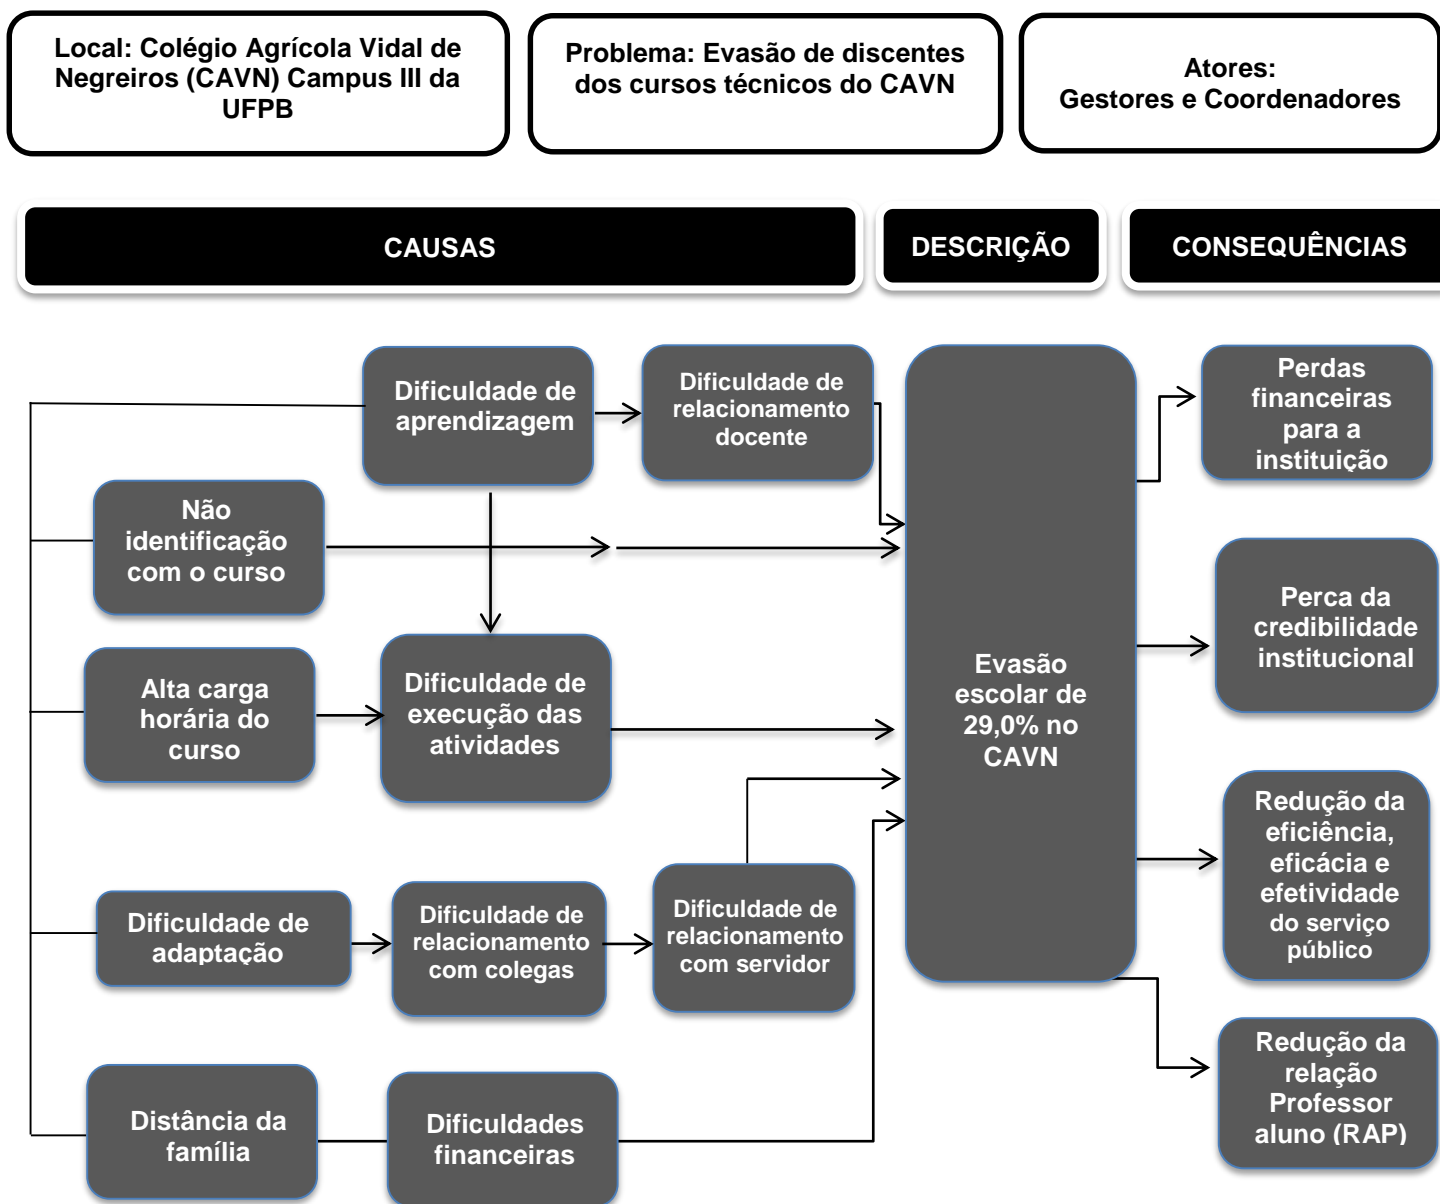 Local: Colégio Agrícola Vidal de
Negreiros (CAVN) Campus III da
UFPB
Problema: Evasão de discentes
dos cursos técnicos do CAVN
Atores:
Gestores e Coordenadores
CAUSAS
DESCRIÇÃO
CONSEQUÊNCIAS
Dificuldade de
aprendizagem
Dificuldade de
relacionamento
docente
Não
identificação
com o curso
Alta carga
horária do
curso
Dificuldade de
execução das
atividades
Dificuldade de
adaptação
Dificuldade de
relacionamento
com colegas
Dificuldade de
relacionamento
com servidor
Distância da
família
Dificuldades
financeiras
Evasão
escolar de
29,0% no
CAVN
Perdas
financeiras
para a
instituição
Perca da
credibilidade
institucional
Redução da
eficiência,
eficácia e
efetividade
do serviço
público
Redução da
relação
Professor
aluno (RAP)